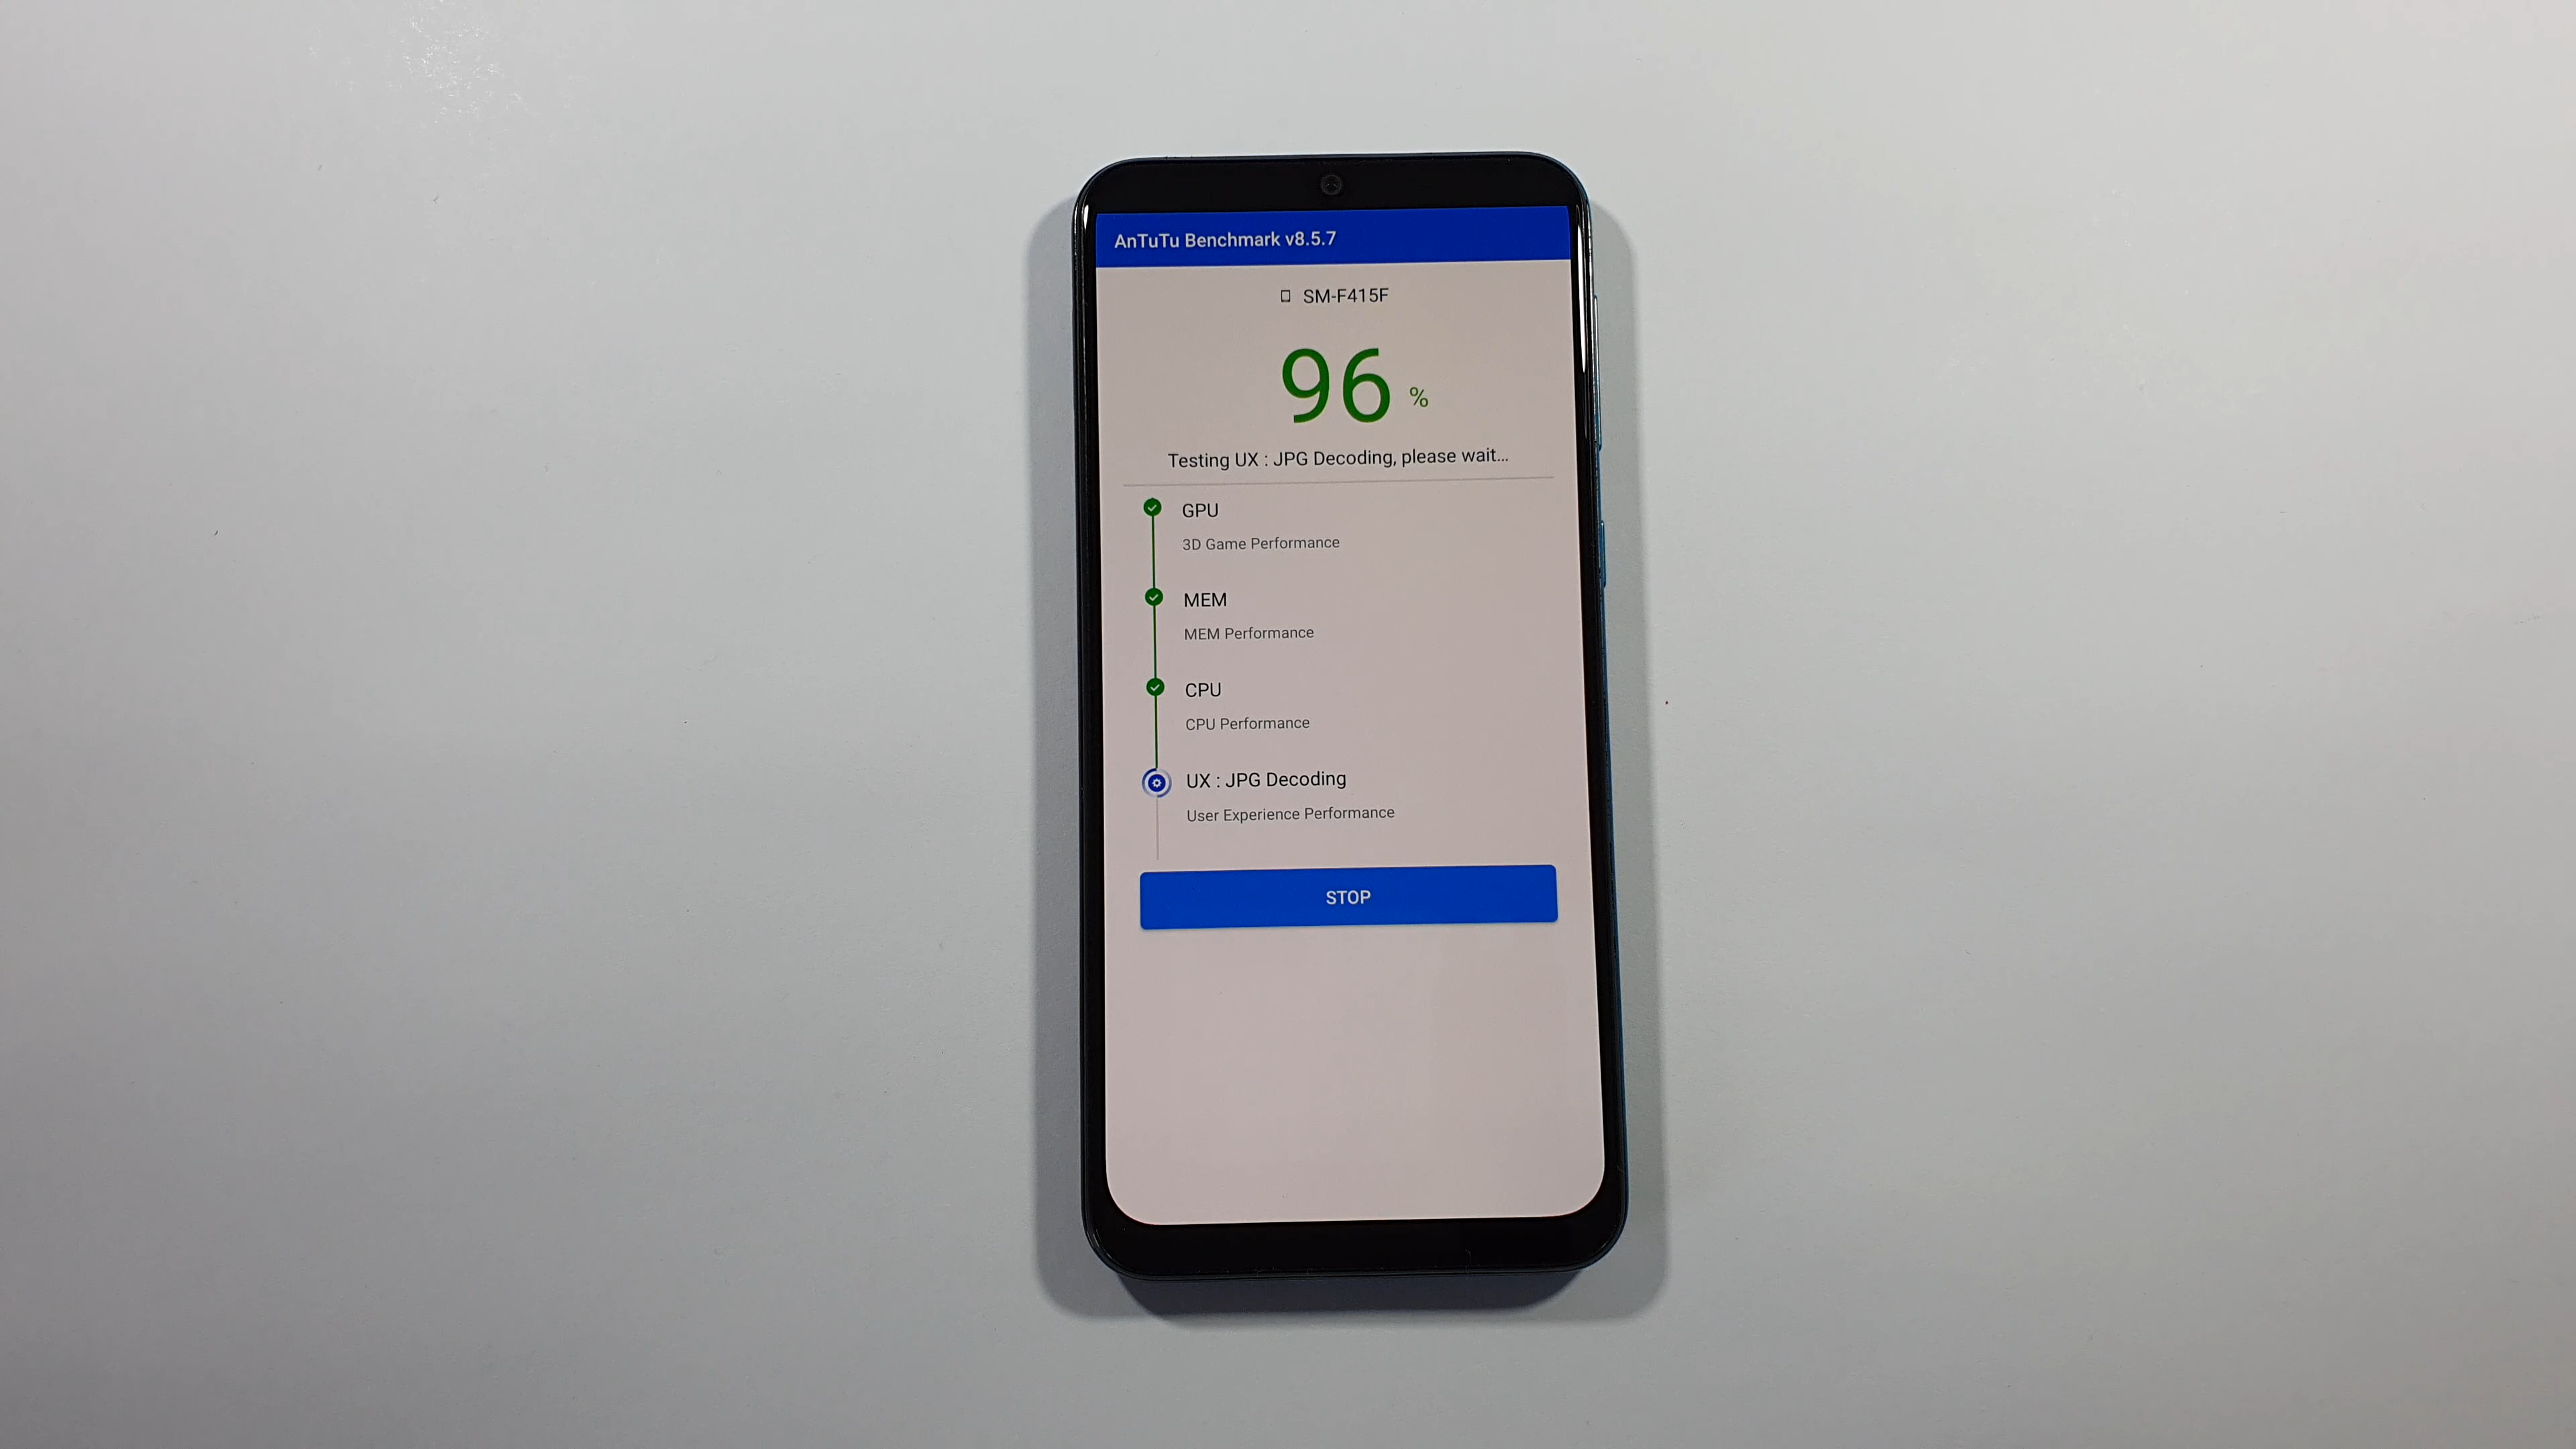 AnTuTu Benchmark v8.5.7
SM-F415F
96 %
Testing UX : JPG Decoding, please wait...
GPU
3D Game Performance
MEM
MEM Performance
CPU
CPU Performance
UX : JPG Decoding
User Experience Performance
STOP